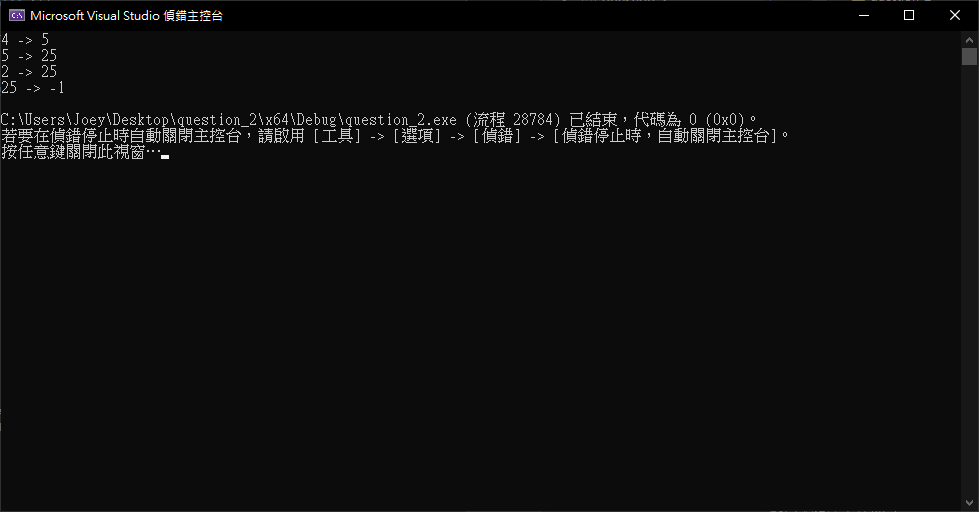 Microsoft Visual Studio 偵錯主控台
4 -> 5
5 -> 25
2 -> 25
25 -> -1
C:\Users\Joey\Desktop\question_2\x64\Debug\question_2.exe (流程 28784) 已結束，代碼為 0 (0x0)。
若要在偵錯停止時自動關閉主控台，請啟用 [工具] -> [選項] -> [偵錯] -> [偵錯停止時，自動關閉主控台]。
按任意鍵關閉此視窗…